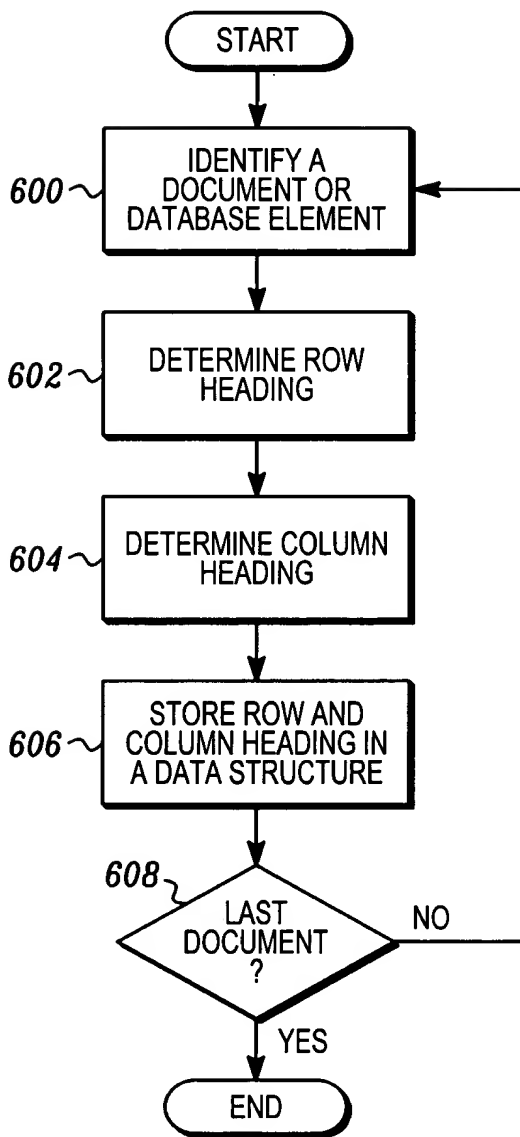 START
600
IDENTIFY A
DOCUMENT OR
DATABASE ELEMENT
602
DETERMINE ROW
HEADING
604
DETERMINE COLUMN
HEADING
606
STORE ROW AND
COLUMN HEADING IN
A DATA STRUCTURE
608
LAST
DOCUMENT
?
NO
YES
END